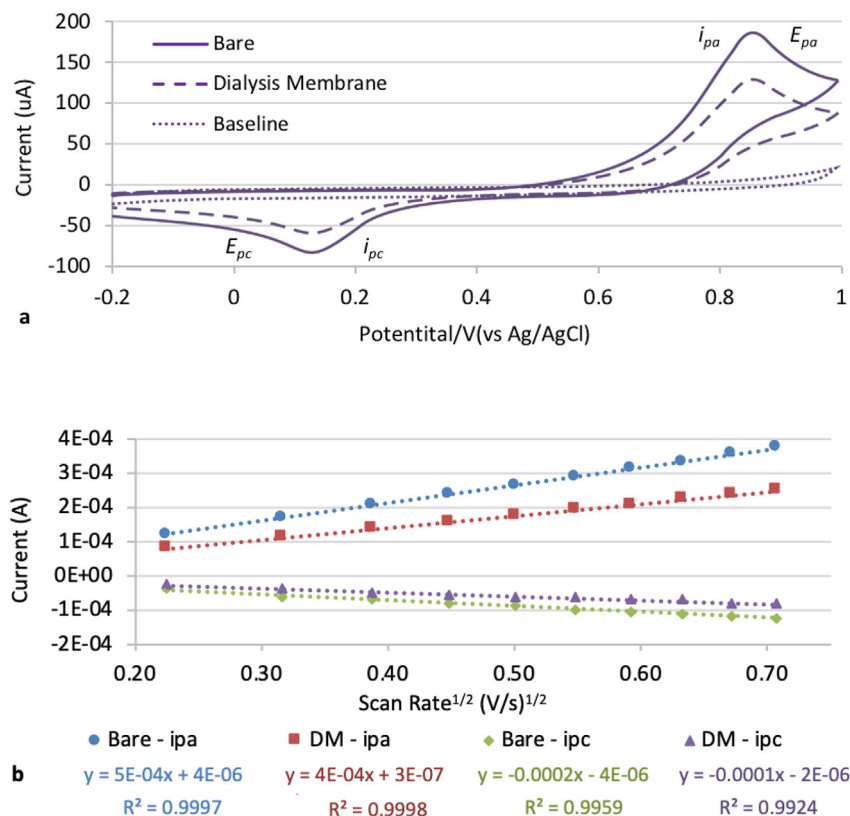 200
150
100
50
0
-50
-100
Current (uA)
Bare
Dialysis Membrane
Baseline
ipa
Epa
Epc
ipc
-0.2 0 0.2 0.4 0.6 0.8 1
a
Potentital/V(vs Ag/AgCl)
4E-04
3E-04
2E-04
1E-04
0E+00
-1E-04
-2E-04
Current (A)
0.20 0.30 0.40 0.50 0.60 0.70
Scan Rate1/2 (V/s)1/2
Bare - ipa DM - ipa Bare - ipc DM - ipc
b y = 5E-04x + 4E-06 y = 4E-04x + 3E-07 y = -0.0002x - 4E-06 y = -0.0001x - 2E-06
R² = 0.9997 R² = 0.9998 R² = 0.9959 R² = 0.9924